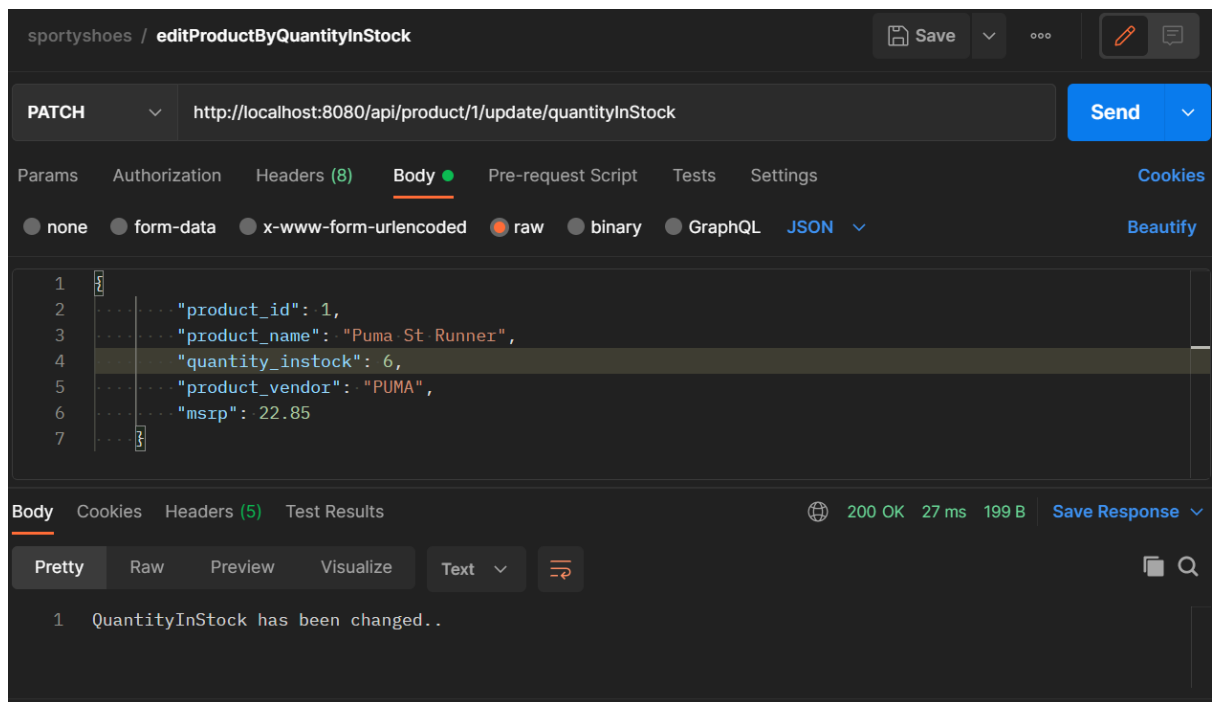 sportyshoes / editProductByQuantityInStock Save ooo
PATCH http://localhost:8080/api/product/1/update/quantityInStock Send
Params Authorization Headers (8) Body Pre-request Script Tests Settings Cookies
none form-data x-www-form-urlencoded raw binary GraphQL JSON Beautify
1 {
2 "product_id": 1,
3 "product_name": "Puma St Runner",
4 "quantity_instock": 6,
5 "product_vendor": "PUMA",
6 "msrp": 22.85
7 }
Body Cookies Headers (5) Test Results 200 OK 27 ms 199 B Save Response
Pretty Raw Preview Visualize Text
1 QuantityInStock has been changed..